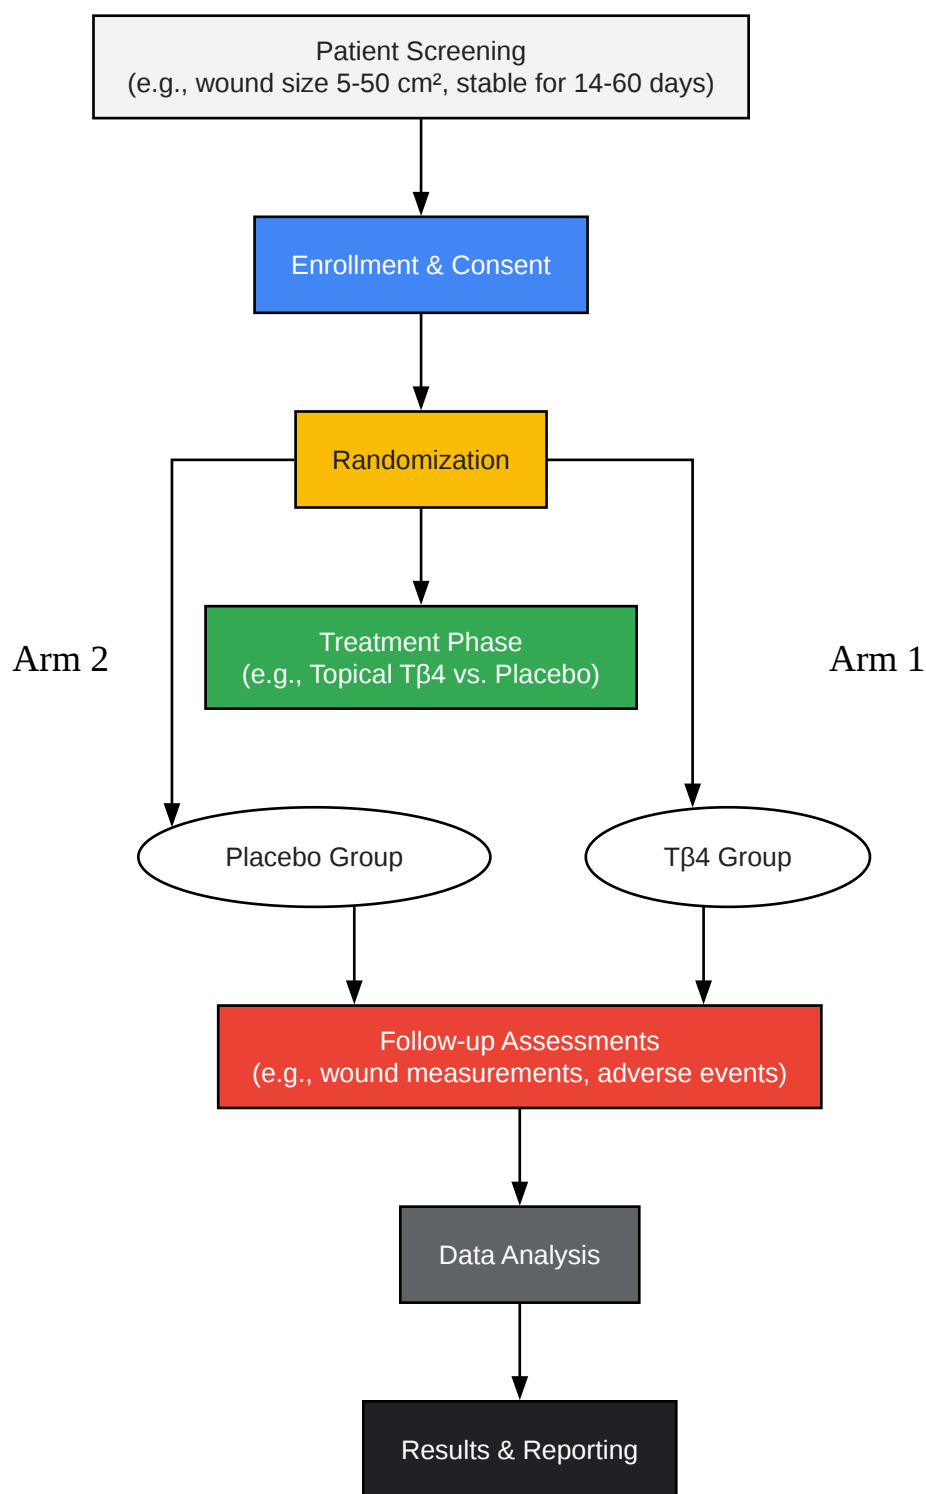 Patient Screening
(e.g., wound size 5-50 cm², stable for 14-60 days)
Enrollment & Consent
Randomization
Treatment Phase
(e.g., Topical Tβ4 vs. Placebo)
Arm 2
Arm 1
Placebo Group
Tβ4 Group
Follow-up Assessments
(e.g., wound measurements, adverse events)
Data Analysis
Results & Reporting